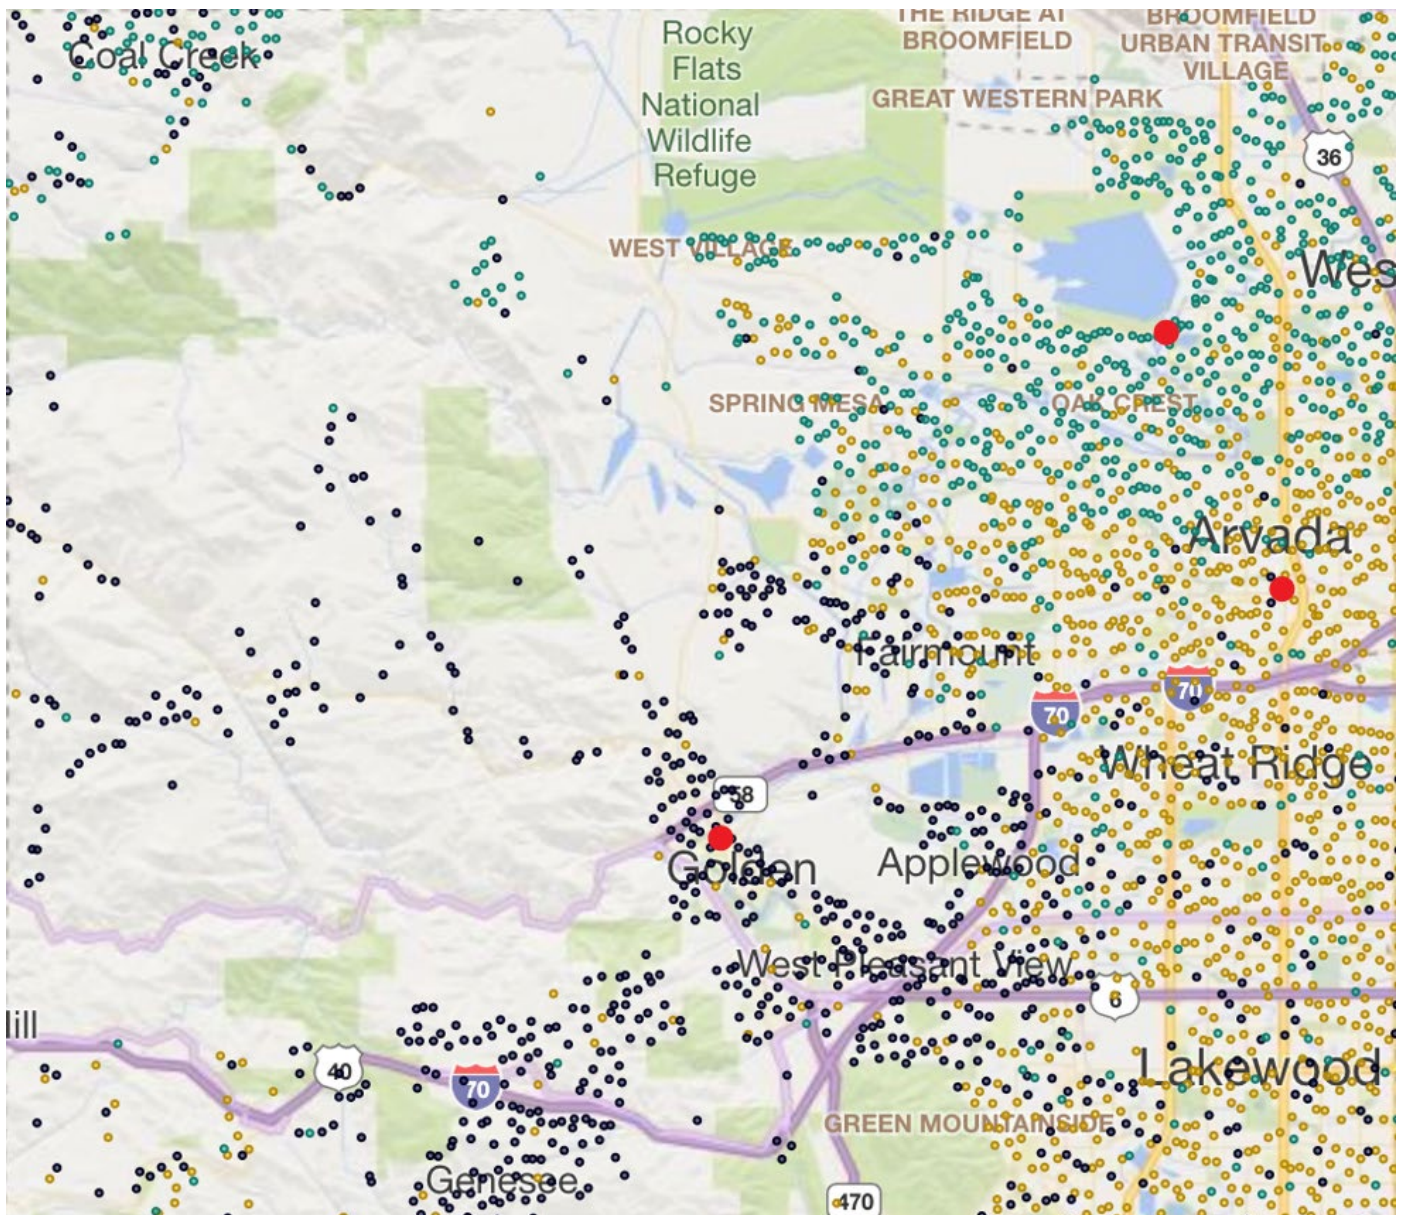 THE RIDGE AT
BROOMFIELD
BROOMFIELD
URBAN TRANSIT
VILLAGE
Rocky
Flats
National
Wildlife
Refuge
Coal Creek
GREAT WESTERN PARK
36
WEST VILLAGE
Wes
SPRING MESA
OAK CREST
Arvada
Fairmount
70
70
Wheat Ridge
58
Golden
Applewood
West Pleasant View
6
lill
40
70
Lakewood
GREEN MOUNTAINSIDE
Genesee
470